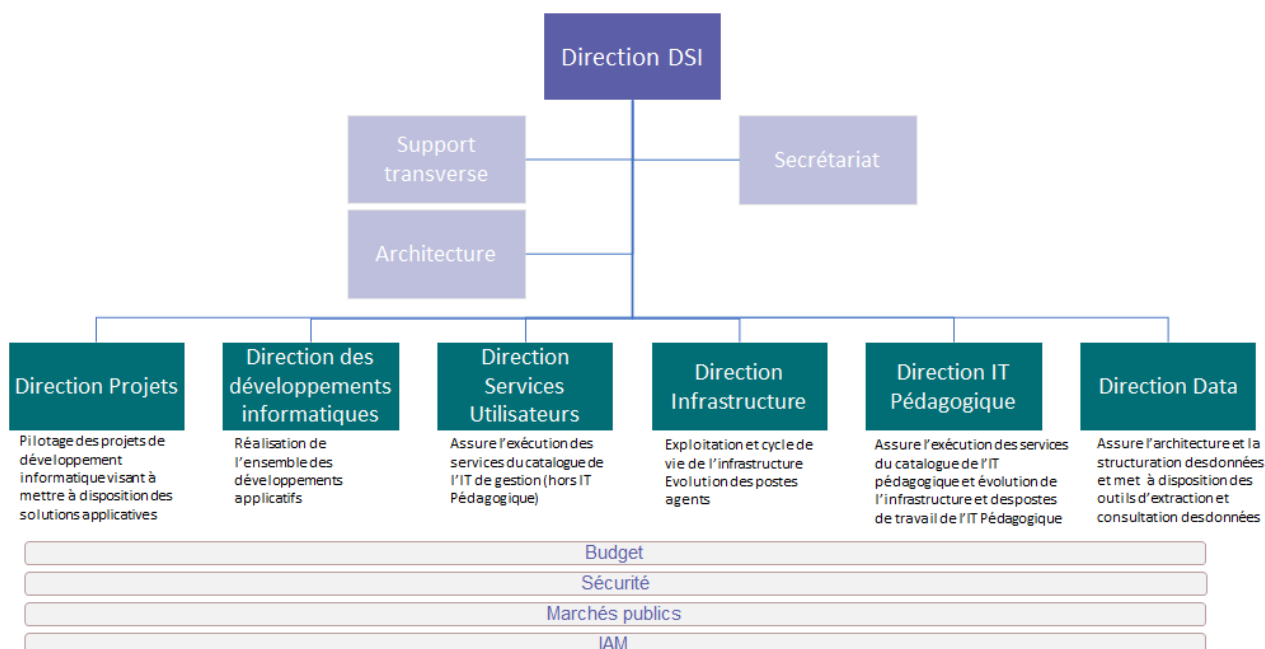 Direction DSI
Support
transverse
Secrétariat
Architecture
Direction Projets
Pilotage des projets de
développement
informatique visant à
mettre à disposition des
solutions applicatives
Direction des
développements
informatiques
Réalisation de
l'ensemble des
développements
applicatifs
Direction
Services
Utilisateurs
Assure l'exécution des
services du catalogue de
l'IT de gestion (hors IT
Pédagogique)
Direction
Infrastructure
Exploitation et cycle de
vie de l'infrastructure
Evolution des postes
agents
Direction IT
Pédagogique
Assure l'exécution des services
du catalogue de l'IT
pédagogique et évolution de
l'infrastructure et des postes
de travail de l'IT Pédagogique
Direction Data
Assure l'architecture et la
structuration des données
et met à disposition des
outils d'extraction et
consultation des données
Budget
Sécurité
Marchés publics
IAM